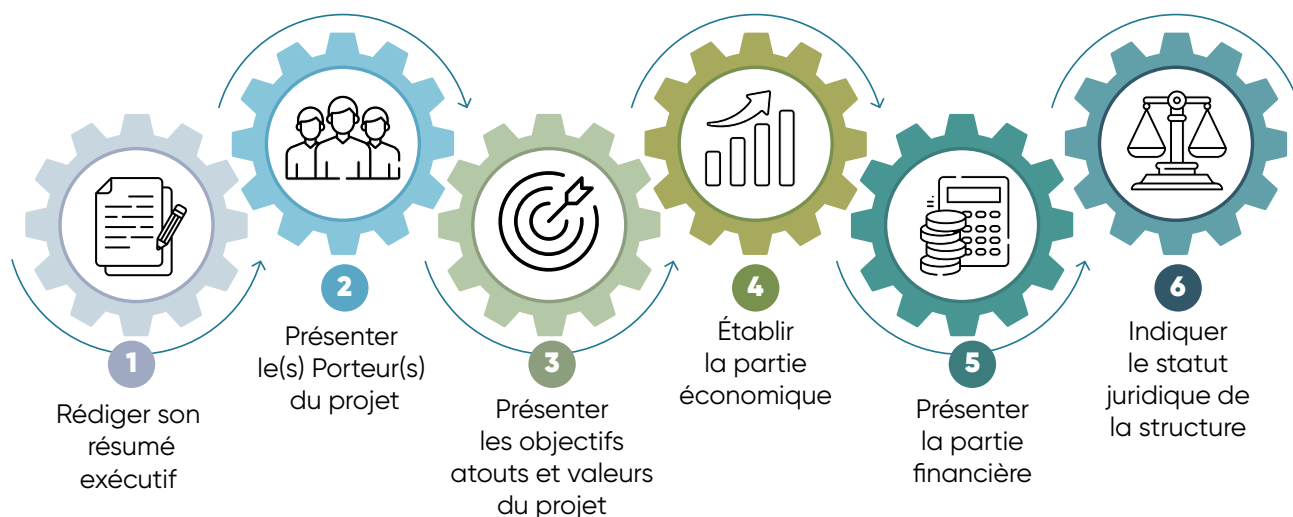 1
Rédiger son
résumé
exécutif
2
Présenter
le(s) Porteur(s)
du projet
3
Présenter
les objectifs
atouts et valeurs
du projet
4
Établir
la partie
économique
5
Présenter
la partie
financière
6
Indiquer
le statut
juridique de
la structure